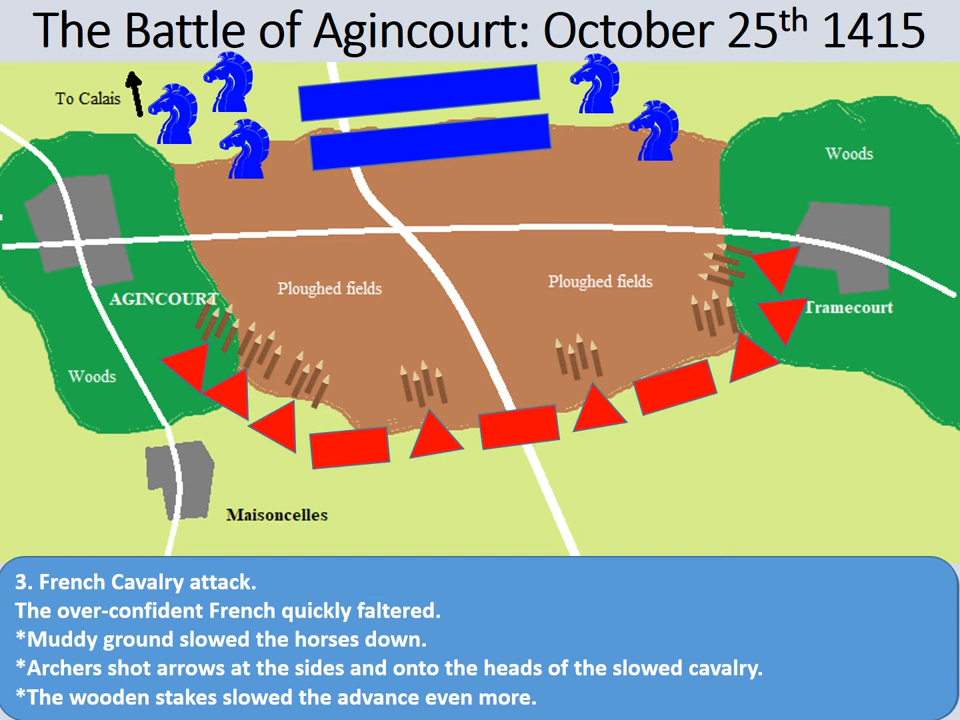 The Battle of Agincourt: October 25th 1415
To Calais
Woods
Ploughed fields
Ploughed fields
AGINCOURT
Tramecourt
Woods
Maisoncelles
3. French Cavalry attack.
The over-confident French quickly faltered.
*Muddy ground slowed the horses down.
*Archers shot arrows at the sides and onto the heads of the slowed cavalry.
*The wooden stakes slowed the advance even more.